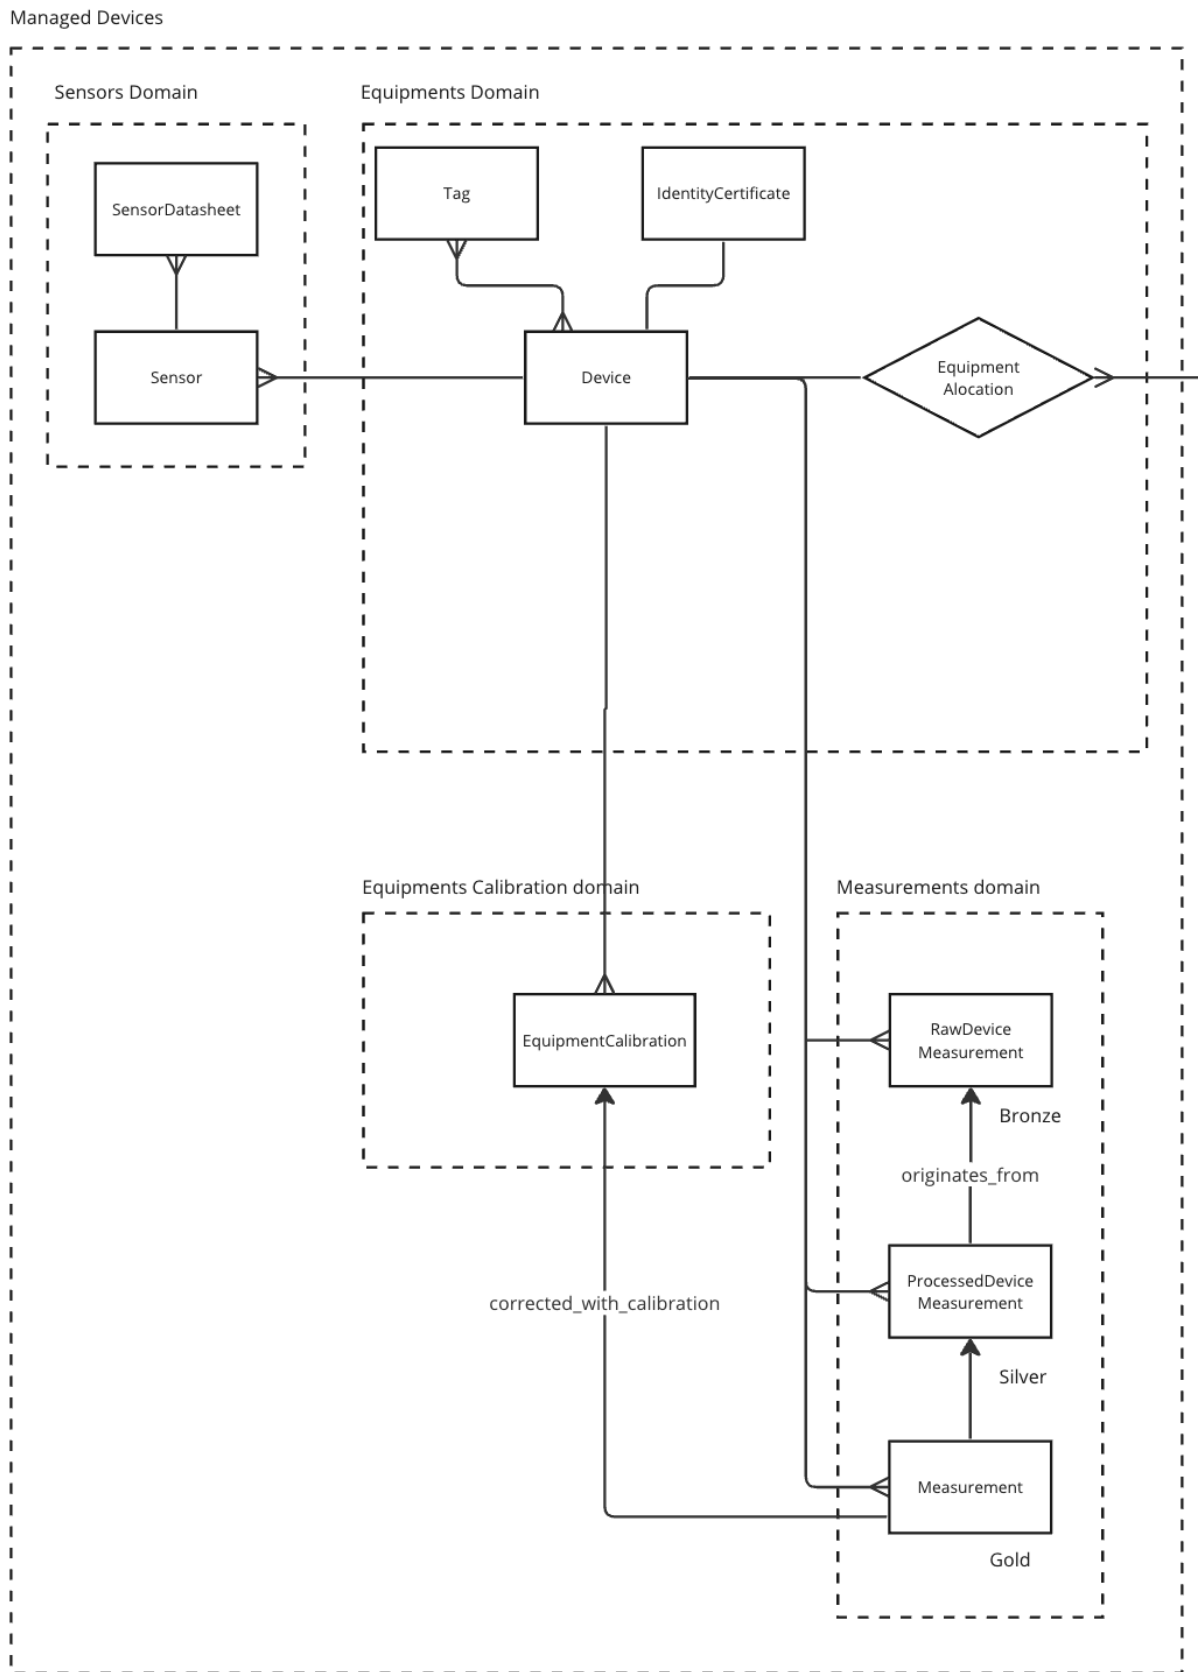 Managed Devices
Sensors Domain
Equipments Domain
SensorDatasheet
Tag
IdentityCertificate
Sensor
Device
Equipment
Alocation
Equipments Calibration domain
Measurements domain
EquipmentCalibration
RawDevice
Measurement
Bronze
originates_from
corrected_with_calibration
ProcessedDevice
Measurement
Silver
Measurement
Gold